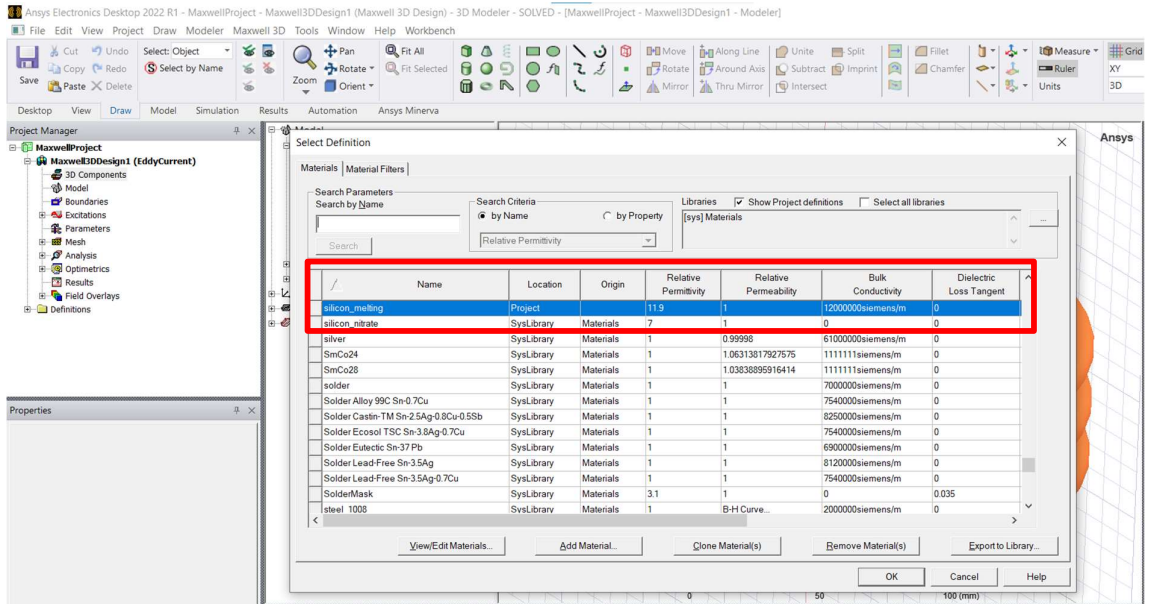 Ansys Electronics Desktop 2022 R1 - MaxwellProject - Maxwell3DDesign1 (Maxwell 3D Design) - 3D Modeler - SOLVED - [MaxwellProject - Maxwell3DDesign1 - Modeler]
File Edit View Project Draw Modeler Maxwell 3D Tools Window Help Workbench
Save Cut Undo Copy Redo Paste Delete
Select: Object Select by Name
Zoom Pan Rotate Orient Fit All Fit Selected
Move Along Line Unite Split Fillet
Rotate Around Axis Subtract Imprint Chamfer
Mirror Thru Mirror Intersect
Measure Grid
Ruler XY
Units 3D
Desktop View Draw Model Simulation Results Automation Ansys Minerva
Project Manager
MaxwellProject
Maxwell3DDesign1 (EddyCurrent)
3D Components
Model
Boundaries
Excitations
Parameters
Mesh
Analysis
Optimetrics
Results
Field Overlays
Definitions
Properties
Model
Ansys
Select Definition
Materials Material Filters
Search Parameters
Search by Name
Search
Search Criteria
by Name by Property
Relative Permittivity
Libraries Show Project definitions Select all libraries
[sys] Materials
...
/ Name Location Origin Relative Permittivity Relative Permeability Bulk Conductivity Dielectric Loss Tangent
silicon_melting Project 11.9 1 12000000siemens/m 0
silicon_nitrate SysLibrary Materials 7 1 0 0
silver SysLibrary Materials 1 0.99998 61000000siemens/m 0
SmCo24 SysLibrary Materials 1 1.06313817927575 1111111siemens/m 0
SmCo28 SysLibrary Materials 1 1.03838895916414 1111111siemens/m 0
solder SysLibrary Materials 1 1 7000000siemens/m 0
Solder Alloy 99C Sn-0.7Cu SysLibrary Materials 1 1 7540000siemens/m 0
Solder Castin-TM Sn-2.5Ag-0.8Cu-0.5Sb SysLibrary Materials 1 1 8250000siemens/m 0
Solder Ecosol TSC Sn-3.8Ag-0.7Cu SysLibrary Materials 1 1 7540000siemens/m 0
Solder Eutectic Sn-37 Pb SysLibrary Materials 1 1 6900000siemens/m 0
Solder Lead-Free Sn-3.5Ag SysLibrary Materials 1 1 8120000siemens/m 0
Solder Lead-Free Sn-3.5Ag-0.7Cu SysLibrary Materials 1 1 7540000siemens/m 0
SolderMask SysLibrary Materials 3.1 1 0 0.035
steel_1008 SysLibrary Materials 1 B-H Curve... 2000000siemens/m 0
View/Edit Materials... Add Material... Clone Material(s) Remove Material(s) Export to Library...
OK Cancel Help
0 50 100 (mm)